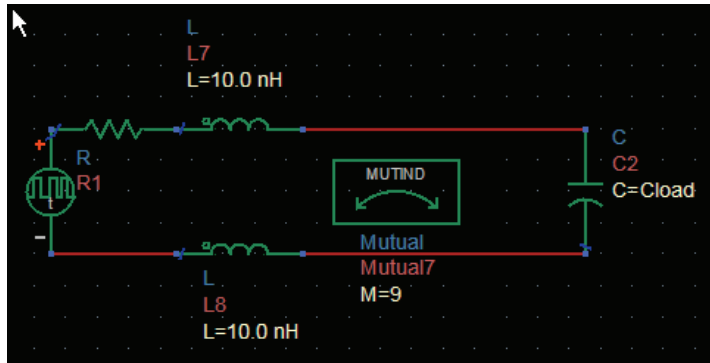 L
L7
L=10.0 nH
+
R
R1
t
-
MUTIND
Mutual
Mutual7
M=9
C
C2
C=Cload
L
L8
L=10.0 nH